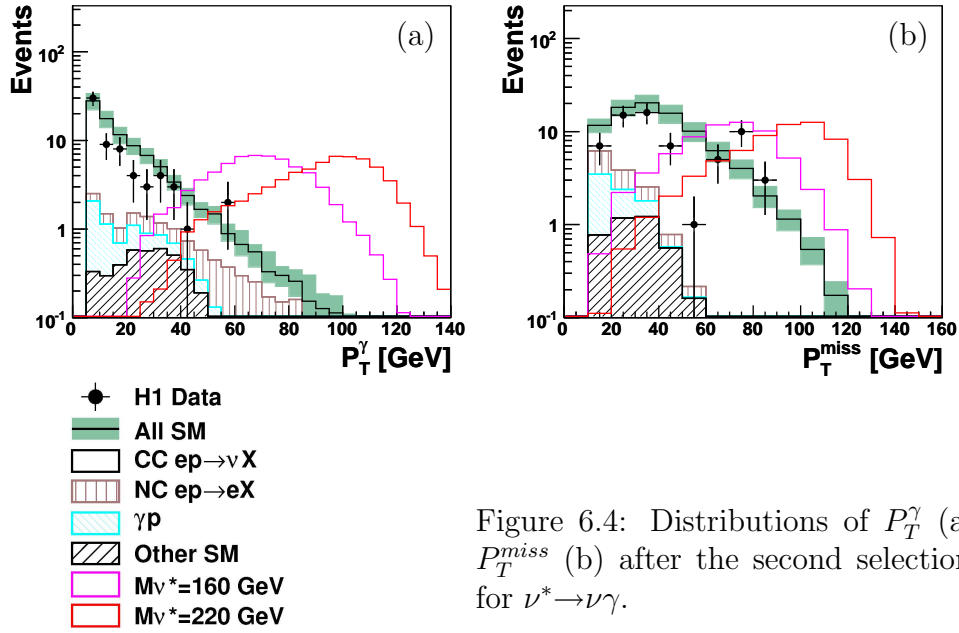 Events
(a)
10²
10
1
10⁻¹
0 20 40 60 80 100 120 140
P_T^γ [GeV]
Events
(b)
10²
10
1
10⁻¹
0 20 40 60 80 100 120 140 160
P_T^miss [GeV]
H1 Data
All SM
CC ep→νX
NC ep→eX
γp
Other SM
Mν*=160 GeV
Mν*=220 GeV
Figure 6.4: Distributions of P_T^γ (a
P_T^miss (b) after the second selection
for ν*→νγ.